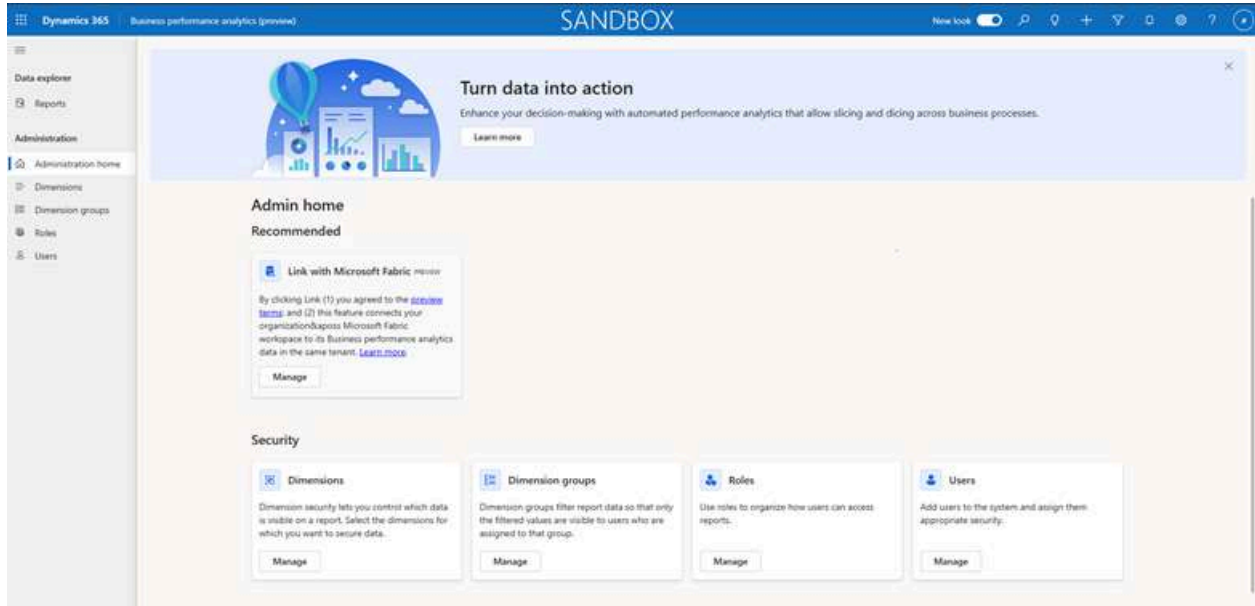 Dynamics 365 Business performance analytics (preview) SANDBOX New look
Turn data into action
Enhance your decision-making with automated performance analytics that allow slicing and dicing across business processes.
Learn more
Data explorer
Reports
Administration
Administration home
Dimensions
Dimension groups
Roles
Users
Admin home
Recommended
Link with Microsoft Fabric PREVIEW
By clicking Link (1) you agreed to the preview
terms and (2) this feature connects your
organization&aposs Microsoft Fabric
workspace to its Business performance analytics
data in the same tenant. Learn more
Manage
Security
Dimensions
Dimension security lets you control which data
is visible on a report. Select the dimensions for
which you want to secure data.
Manage
Dimension groups
Dimension groups filter report data so that only
the filtered values are visible to users who are
assigned to that group.
Manage
Roles
Use roles to organize how users can access
reports.
Manage
Users
Add users to the system and assign them
appropriate security.
Manage